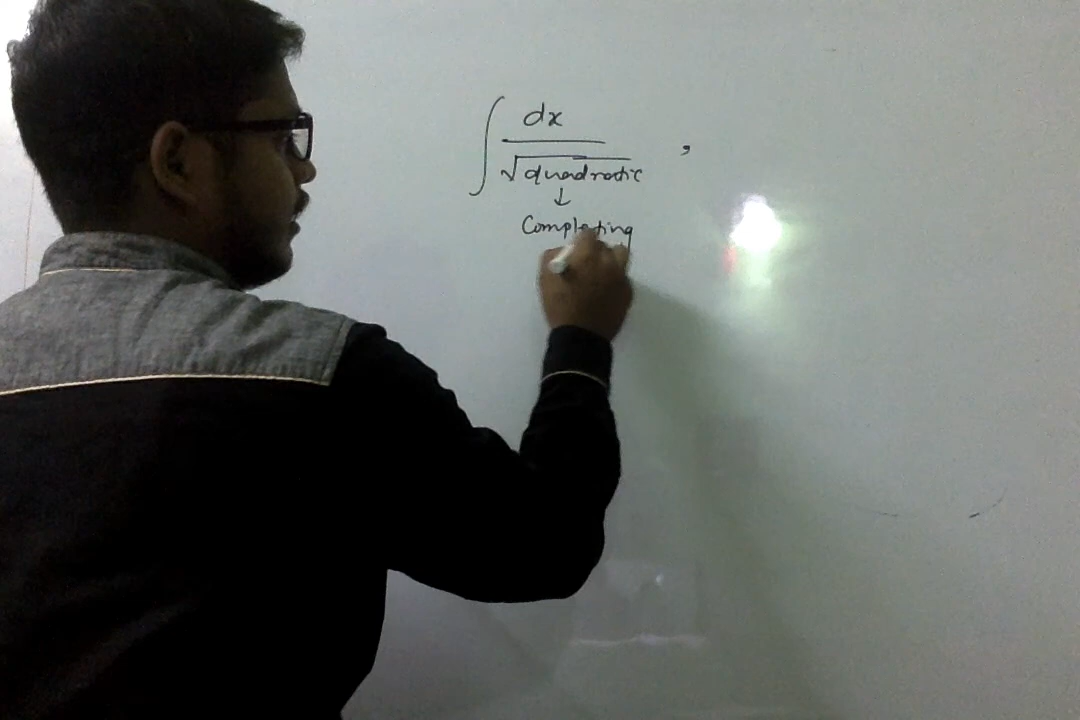 ∫ dx
√quadratic ,
↓
Completing